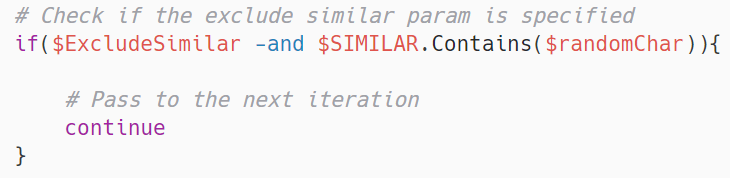 # Check if the exclude similar param is specified
if($ExcludeSimilar -and $SIMILAR.Contains($randomChar)){
# Pass to the next iteration
continue
}